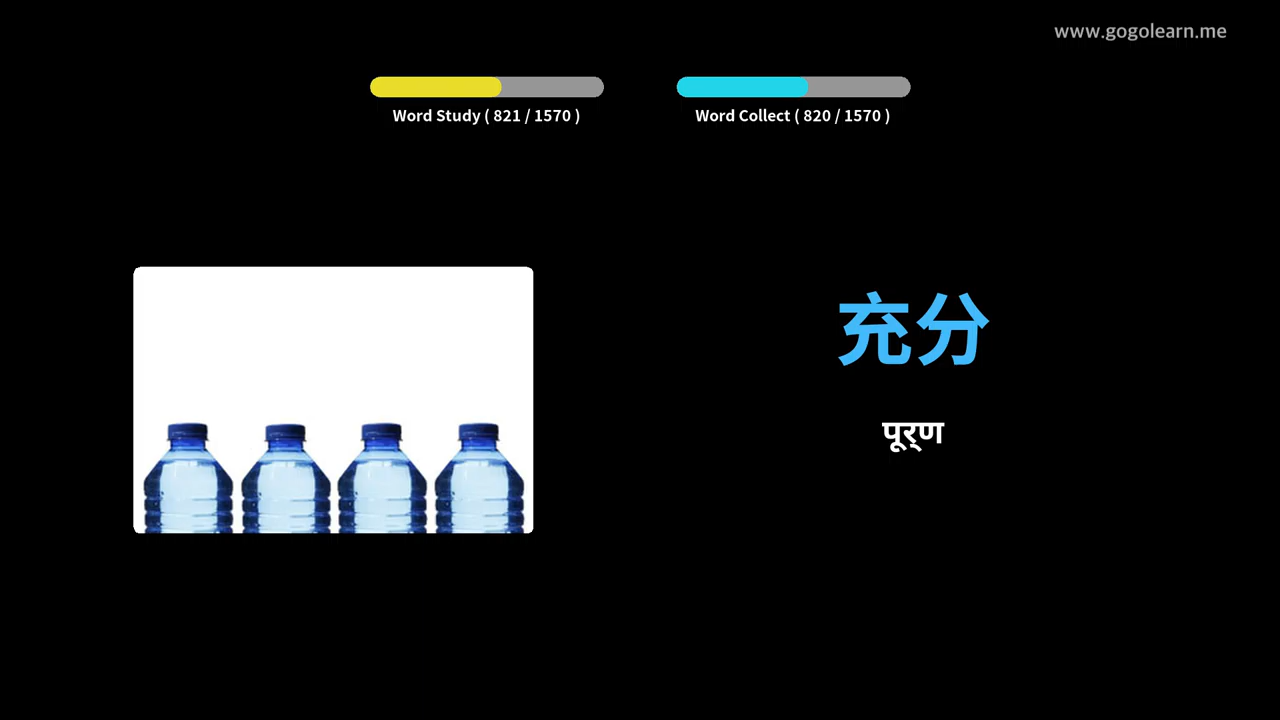 www.gogolearn.me
Word Study ( 821 / 1570 )
Word Collect ( 820 / 1570 )
充分
पूर्ण